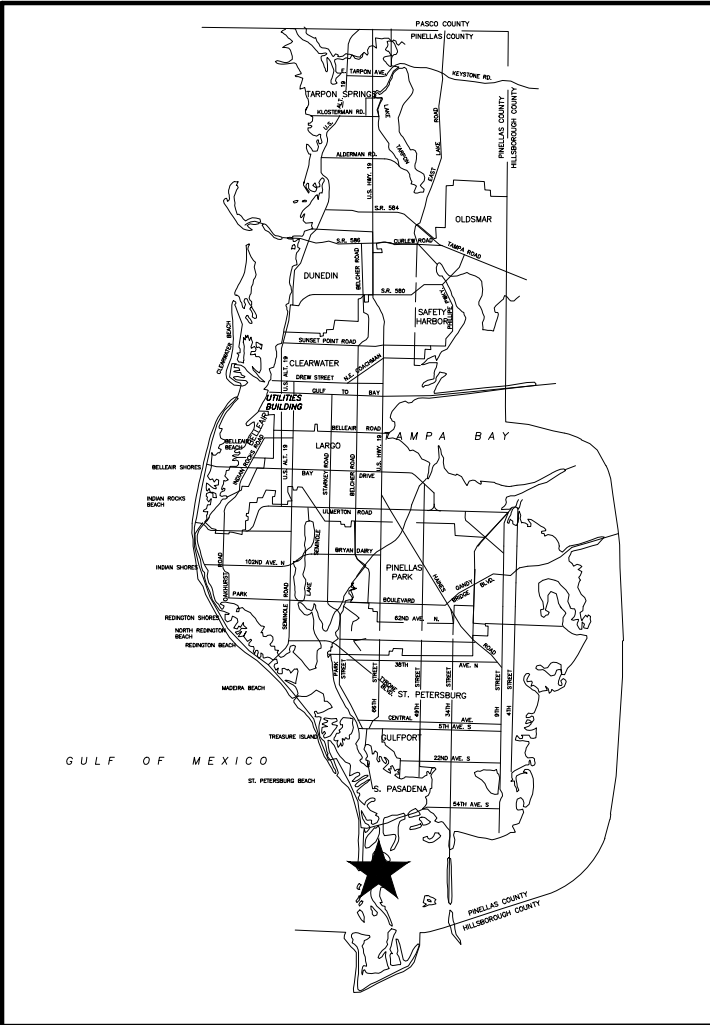 PASCO COUNTY
PINELLAS COUNTY
E. TARPON AVE.
KEYSTONE RD.
TARPON SPRINGS
U.S. ALT. 19
KLOSTERMAN RD.
LAKE TARPON
EAST LAKE ROAD
PINELLAS COUNTY
HILLSBOROUGH COUNTY
ALDERMAN RD.
U.S. HWY. 19
S.R. 584
OLDSMAR
S.R. 586
CURLEW ROAD
TAMPA ROAD
BELCHER ROAD
DUNEDIN
S.R. 580
SAFETY
HARBOR
PHILLIPE PKWY.
SUNSET POINT ROAD
CLEARWATER BEACH
CLEARWATER
N.E. COACHMAN
DREW STREET
U.S. ALT. 19
GULF TO BAY
UTILITIES
BUILDING
BELLEAIR
BELLEAIR ROAD
TAMPA BAY
BELLEAIR
BEACH
INDIAN ROCKS ROAD
LARGO
U.S. ALT. 19
STARKEY ROAD
BELCHER ROAD
U.S. HWY. 19
BELLEAIR SHORES
BAY DRIVE
INDIAN ROCKS
BEACH
ULMERTON ROAD
SEMINOLE
BRYAN DAIRY
INDIAN SHORES
102ND AVE. N
LAKE
PINELLAS
PARK
OAKHURST ROAD
HAINES ROAD
GANDY
BRIDGE BLVD.
PARK BOULEVARD
SEMINOLE ROAD
62ND AVE. N.
REDINGTON SHORES
NORTH REDINGTON
BEACH
REDINGTON BEACH
PARK STREET
38TH AVE. N
66TH STREET
TYRONE BLVD.
49TH STREET
34TH STREET
9TH STREET
4TH STREET
MADEIRA BEACH
ST. PETERSBURG
CENTRAL AVE.
5TH AVE. S
TREASURE ISLAND
GULFPORT
22ND AVE. S
GULF OF MEXICO
ST. PETERSBURG BEACH
S. PASADENA
54TH AVE. S
PINELLAS COUNTY
HILLSBOROUGH COUNTY